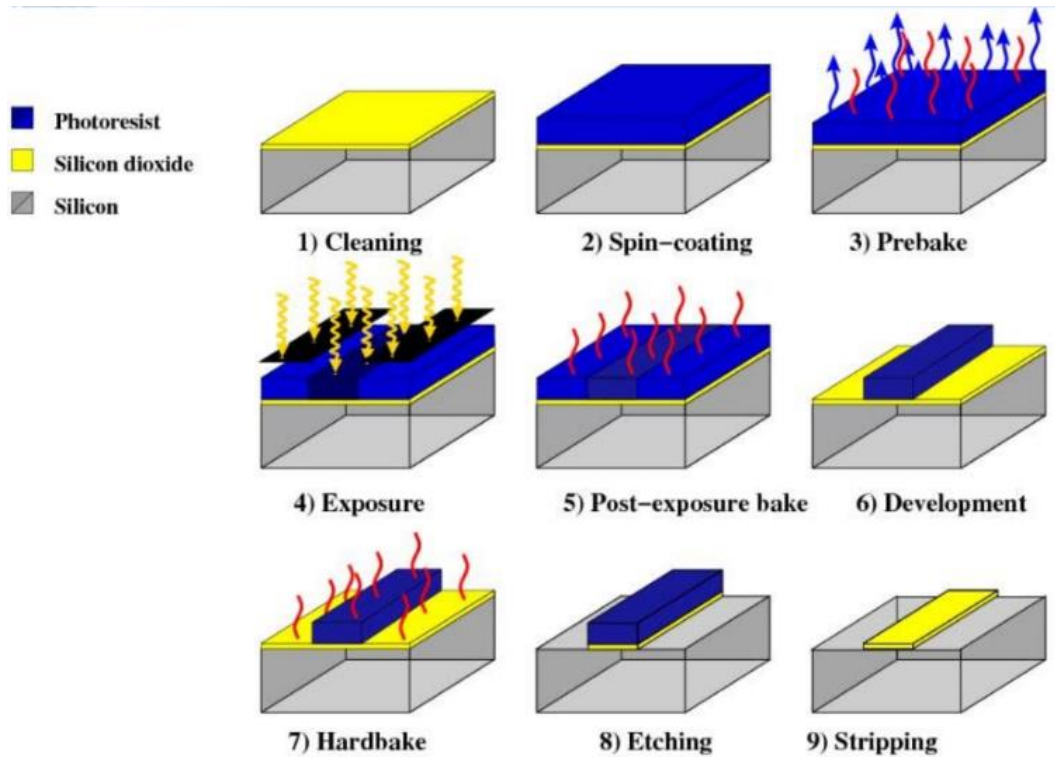 Photoresist
Silicon dioxide
Silicon
1) Cleaning
2) Spin−coating
3) Prebake
4) Exposure
5) Post−exposure bake
6) Development
7) Hardbake
8) Etching
9) Stripping